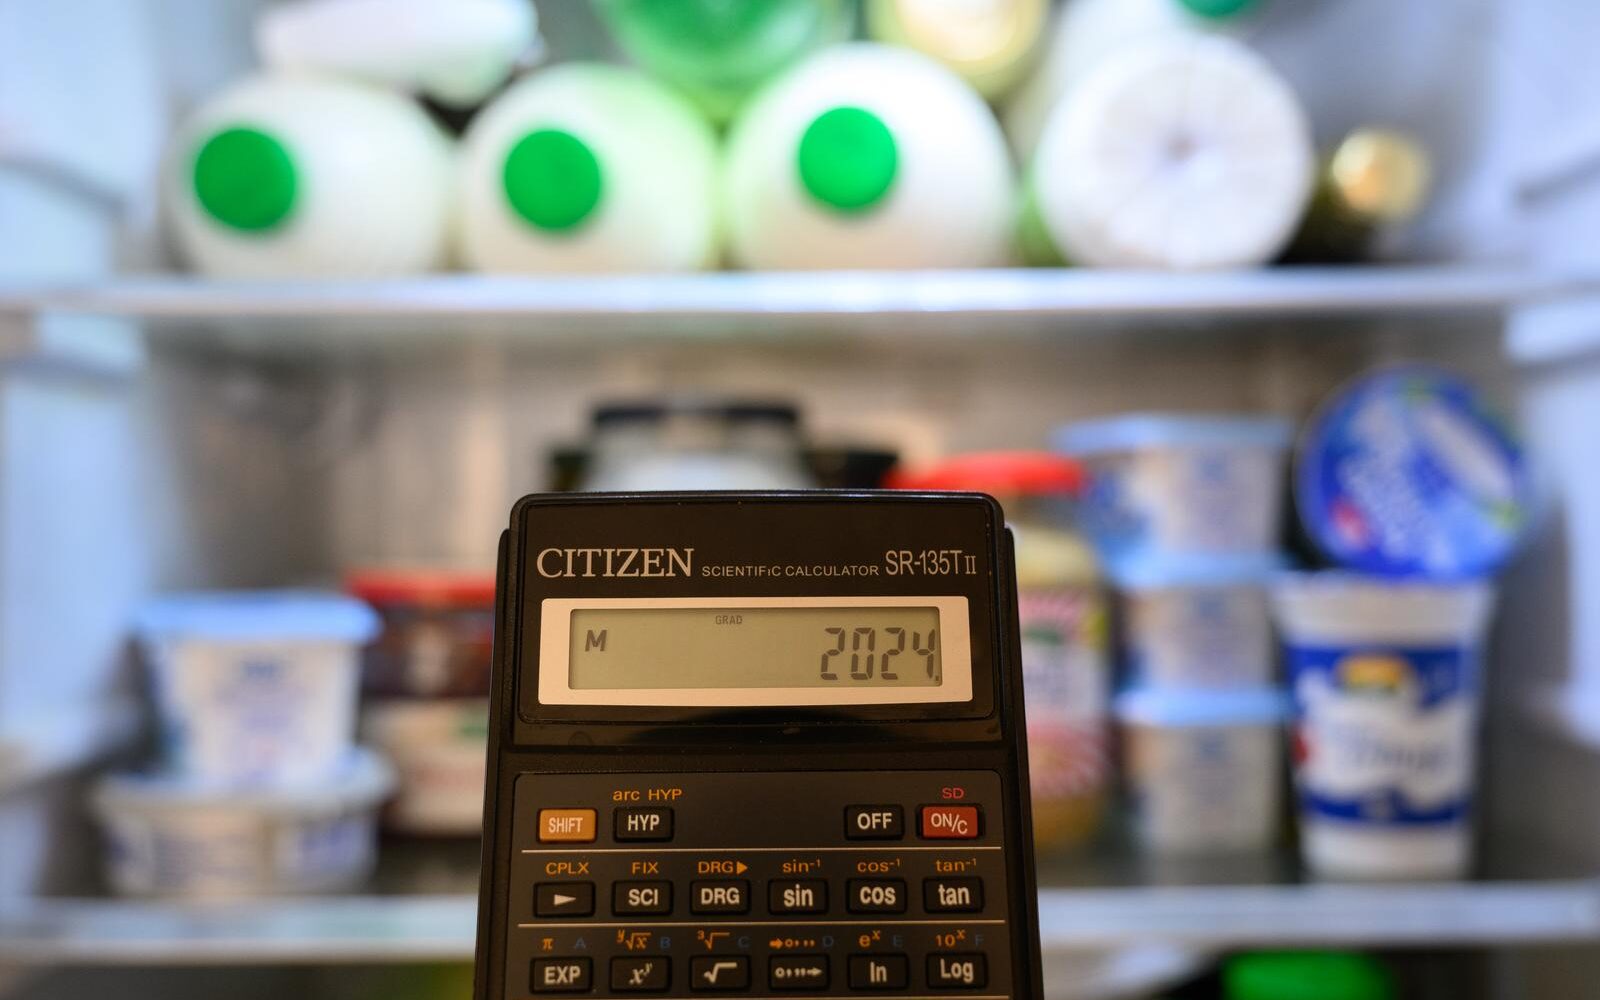 CITIZEN SCIENTIFIC CALCULATOR SR-135T II
GRAD
M 2024.
arc HYP SD
SHIFT HYP OFF ON/C
CPLX FIX DRG▶ sin⁻¹ cos⁻¹ tan⁻¹
► SCI DRG sin cos tan
π A ʸ√x B ³√ C →o,,, D eˣ E 10ˣ F
EXP xʸ √ o,,,→ ln Log